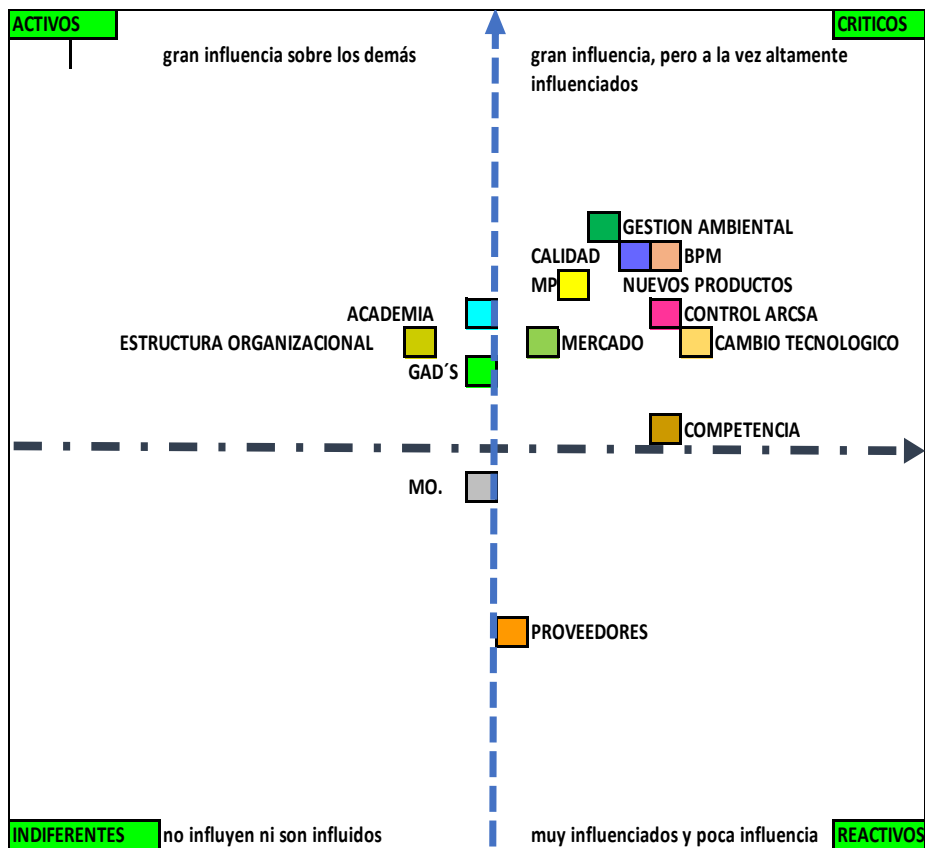 ACTIVOS
CRITICOS
gran influencia sobre los demás
gran influencia, pero a la vez altamente
influenciados
GESTION AMBIENTAL
CALIDAD
BPM
MP
NUEVOS PRODUCTOS
ACADEMIA
CONTROL ARCSA
ESTRUCTURA ORGANIZACIONAL
MERCADO
CAMBIO TECNOLOGICO
GAD´S
COMPETENCIA
MO.
PROVEEDORES
INDIFERENTES
no influyen ni son influidos
muy influenciados y poca influencia
REACTIVOS